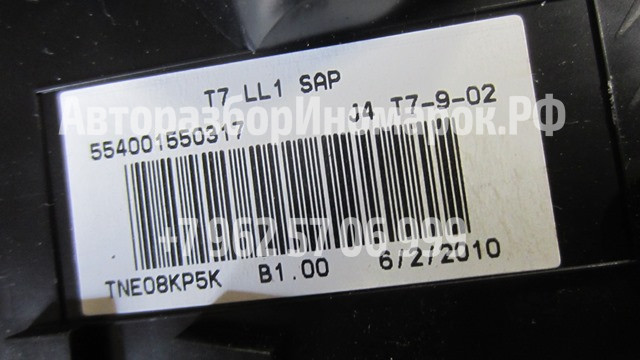 T7-LL1 SAP
554001550317 J4 T7-9-02
АвторазборИномарок.РФ
+7 962 57 06 999
TNE08KP5K B1.00 6/2/2010